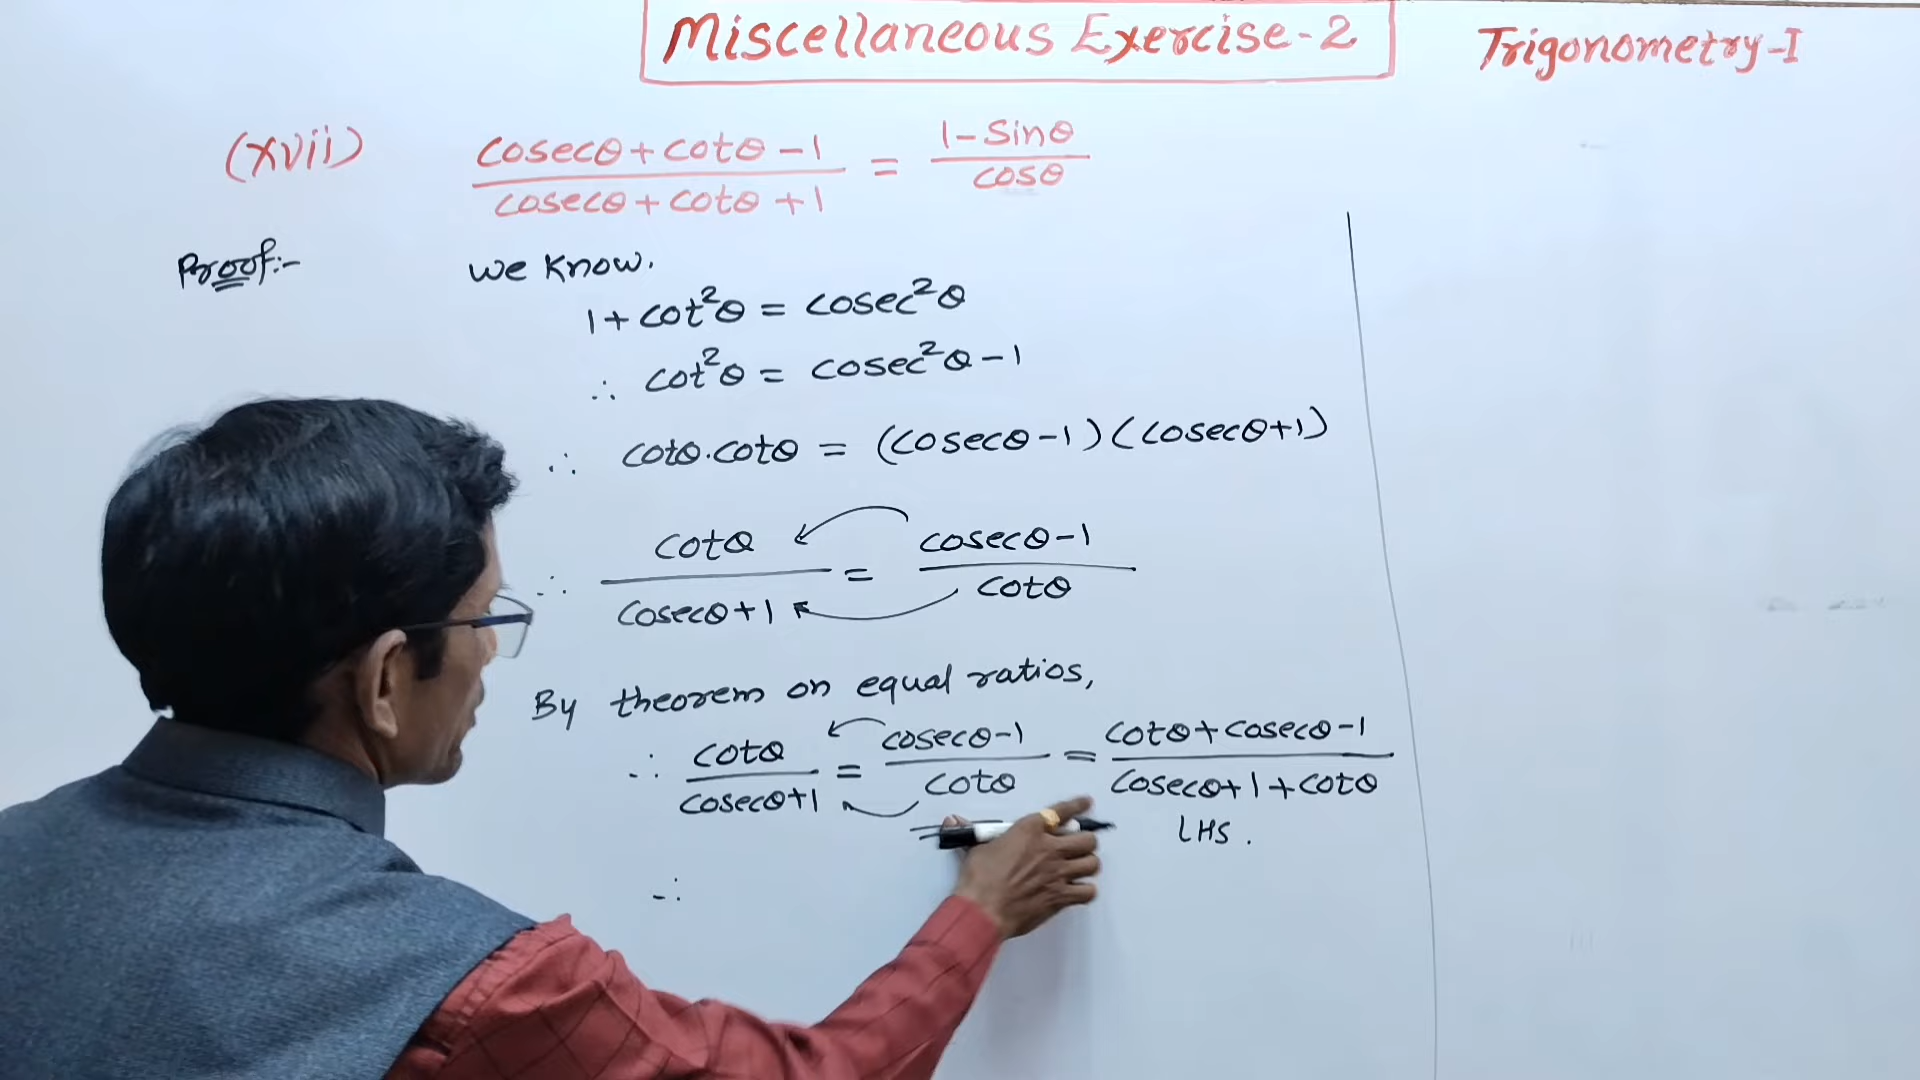 Miscellaneous Exercise-2
Trigonometry-I
(xvii) (cosecθ+cotθ-1)/(cosecθ+cotθ+1) = (1-Sinθ)/cosθ
Proof:- we know.
1+cot²θ = cosec²θ
∴ cot²θ = cosec²θ-1
∴ cotθ.cotθ = (cosecθ-1)(cosecθ+1)
∴ cotθ/(cosecθ+1) = (cosecθ-1)/cotθ
By theorem on equal ratios,
∴ cotθ/(cosecθ+1) = (cosecθ-1)/cotθ = (cotθ+cosecθ-1)/(cosecθ+1+cotθ)
LHS.
∴